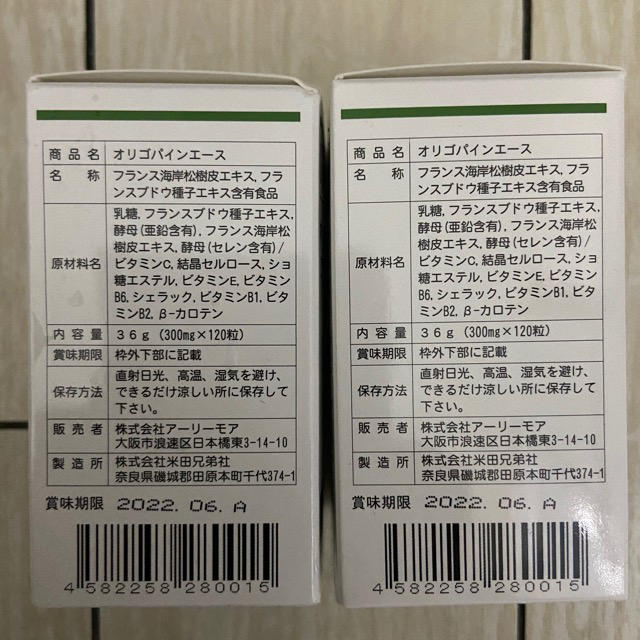 商品名 オリゴパインエース
名称 フランス海岸松樹皮エキス, フラ
ンスブドウ種子エキス含有食品
原材料名 乳糖, フランスブドウ種子エキス,
酵母(亜鉛含有), フランス海岸松
樹皮エキス, 酵母(セレン含有)/
ビタミンC, 結晶セルロース, ショ
糖エステル, ビタミンE, ビタミン
B6, シェラック, ビタミンB1, ビタ
ミンB2, β-カロテン
内容量 36g (300mg×120粒)
賞味期限 枠外下部に記載
保存方法 直射日光、高温、湿気を避け、
できるだけ涼しい所に保存して
下さい。
販売者 株式会社アーリーモア
大阪市浪速区日本橋東3-14-10
製造所 株式会社米田兄弟社
奈良県磯城郡田原本町千代374-1
賞味期限 2022.06.A
4 582258 280015
商品名 オリゴパインエース
名称 フランス海岸松樹皮エキス, フラ
ンスブドウ種子エキス含有食品
原材料名 乳糖, フランスブドウ種子エキス,
酵母(亜鉛含有), フランス海岸松
樹皮エキス, 酵母(セレン含有)/
ビタミンC, 結晶セルロース, ショ
糖エステル, ビタミンE, ビタミン
B6, シェラック, ビタミンB1, ビタ
ミンB2, β-カロテン
内容量 36g (300mg×120粒)
賞味期限 枠外下部に記載
保存方法 直射日光、高温、湿気を避け、
できるだけ涼しい所に保存して
下さい。
販売者 株式会社アーリーモア
大阪市浪速区日本橋東3-14-10
製造所 株式会社米田兄弟社
奈良県磯城郡田原本町千代374-1
賞味期限 2022.06.A
4 582258 280015